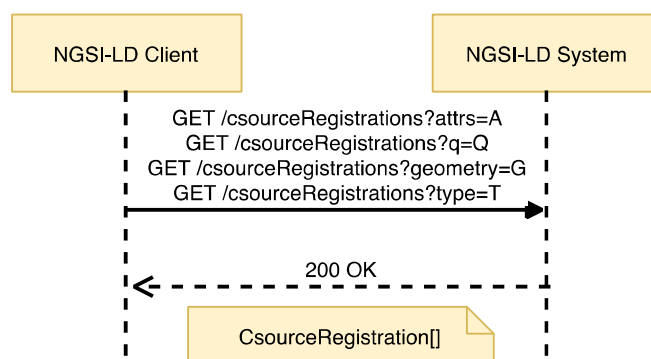 NGSI-LD Client
NGSI-LD System
GET /csourceRegistrations?attrs=A
GET /csourceRegistrations?q=Q
GET /csourceRegistrations?geometry=G
GET /csourceRegistrations?type=T
200 OK
CsourceRegistration[]